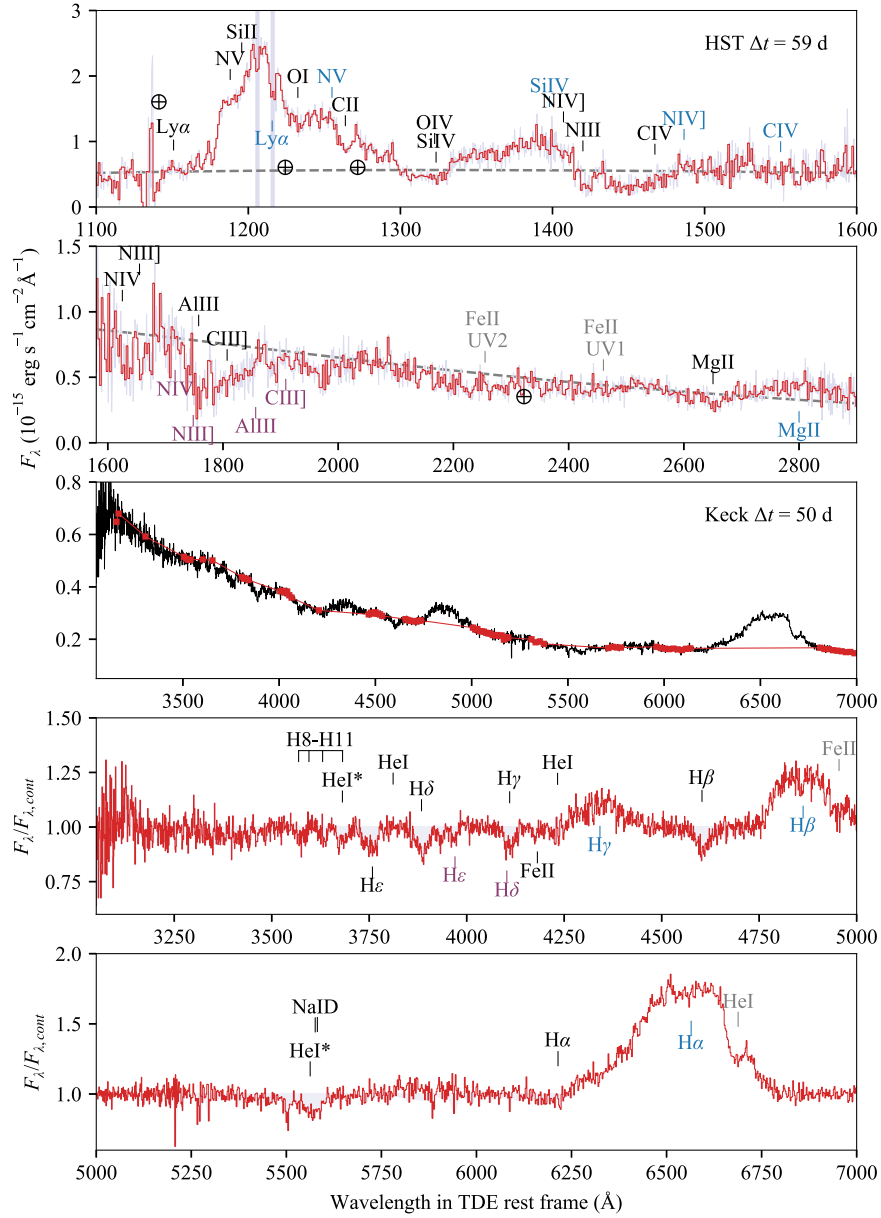 HST Δt = 59 d
SiII
NV
Lyα
OI
NV
CII
Lyα
OIV
SiIV
SiIV
NIV]
NIII
CIV
NIV]
CIV
0
1
2
3
1100
1200
1300
1400
1500
1600
NIII]
NIV
AlIII
CIII]
FeII
UV2
FeII
UV1
MgII
NIV
NIII]
AlIII
CIII]
MgII
0.0
0.5
1.0
1.5
F_λ (10⁻¹⁵ erg s⁻¹ cm⁻² Å⁻¹)
1600
1800
2000
2200
2400
2600
2800
Keck Δt = 50 d
0.8
0.6
0.4
0.2
3500
4000
4500
5000
5500
6000
6500
7000
H8-H11
HeI*
HeI
Hδ
Hγ
HeI
Hβ
FeII
Hε
Hε
Hδ
FeII
Hγ
Hβ
1.50
1.25
1.00
0.75
F_λ/F_λ,cont
3250
3500
3750
4000
4250
4500
4750
5000
NaID
HeI*
Hα
HeI
Hα
2.0
1.5
1.0
F_λ/F_λ,cont
5000
5250
5500
5750
6000
6250
6500
6750
7000
Wavelength in TDE rest frame (Å)